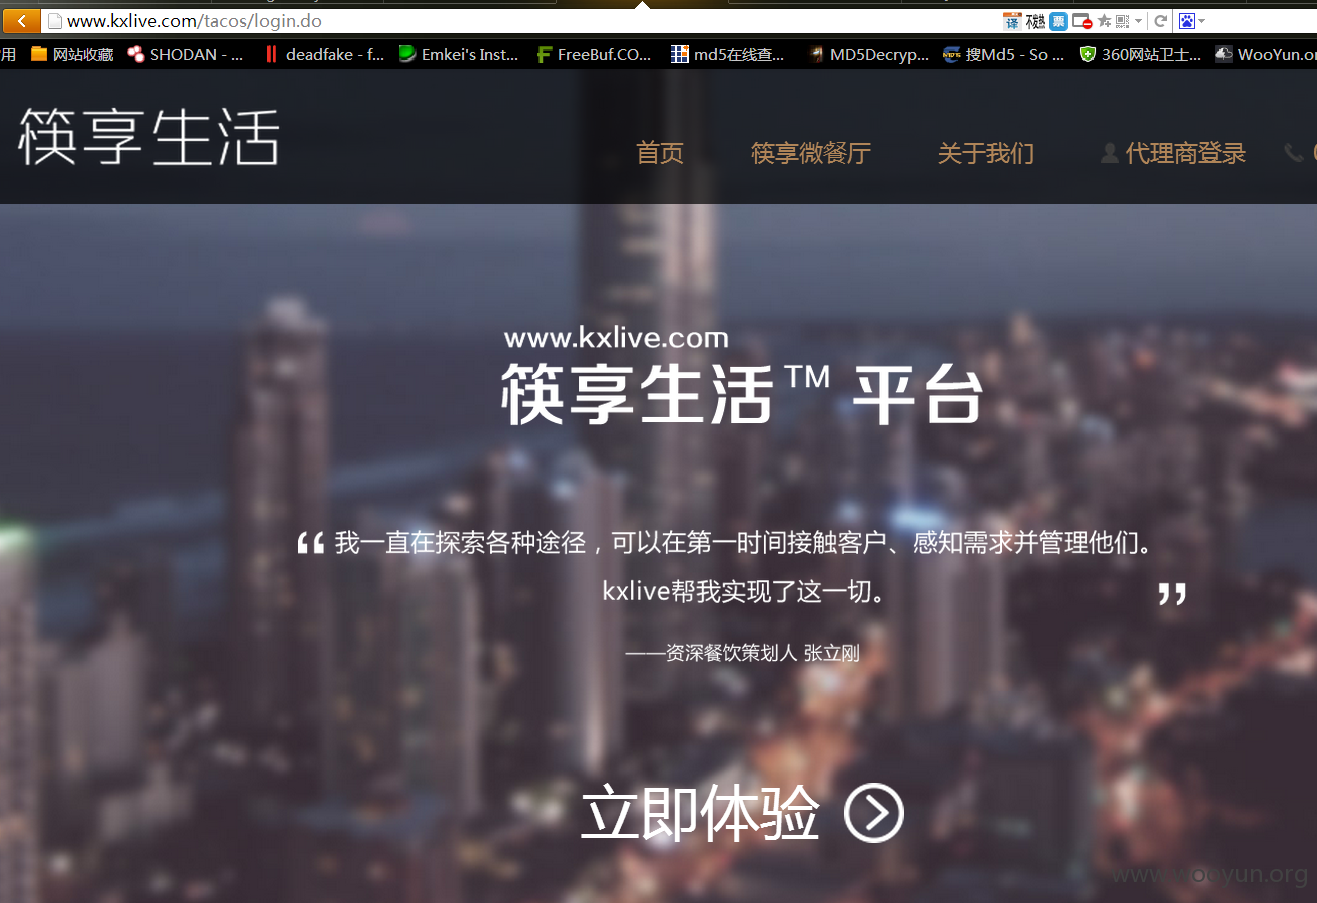 www.kxlive.com/tacos/login.do
用 网站收藏 SHODAN - ... deadfake - f... Emkei's Inst... FreeBuf.CO... md5在线查... MD5Decryp... 搜Md5 - So ... 360网站卫士... WooYun.or
筷享生活
首页 筷享微餐厅 关于我们 代理商登录
www.kxlive.com
筷享生活™ 平台
“ 我一直在探索各种途径，可以在第一时间接触客户、感知需求并管理他们。
kxlive帮我实现了这一切。 ”
——资深餐饮策划人 张立刚
立即体验
www.wooyun.org